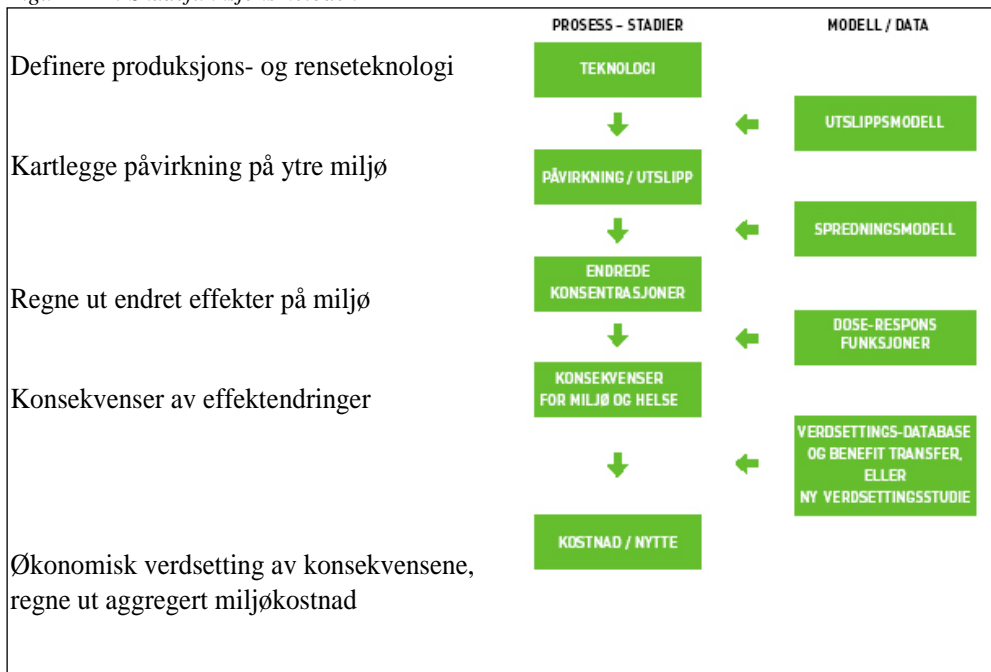 PROSESS – STADIER
MODELL / DATA
Definere produksjons- og renseteknologi
TEKNOLOGI
UTSLIPPSMODELL
Kartlegge påvirkning på ytre miljø
PÅVIRKNING / UTSLIPP
SPREDNINGSMODELL
Regne ut endret effekter på miljø
ENDREDE
KONSENTRASJONER
DOSE-RESPONS
FUNKSJONER
Konsekvenser av effektendringer
KONSEKVENSER
FOR MILJØ OG HELSE
VERDSETTINGS-DATABASE
OG BENEFIT TRANSFER,
ELLER
NY VERDSETTINGSSTUDIE
KOSTNAD / NYTTE
Økonomisk verdsetting av konsekvensene,
regne ut aggregert miljøkostnad